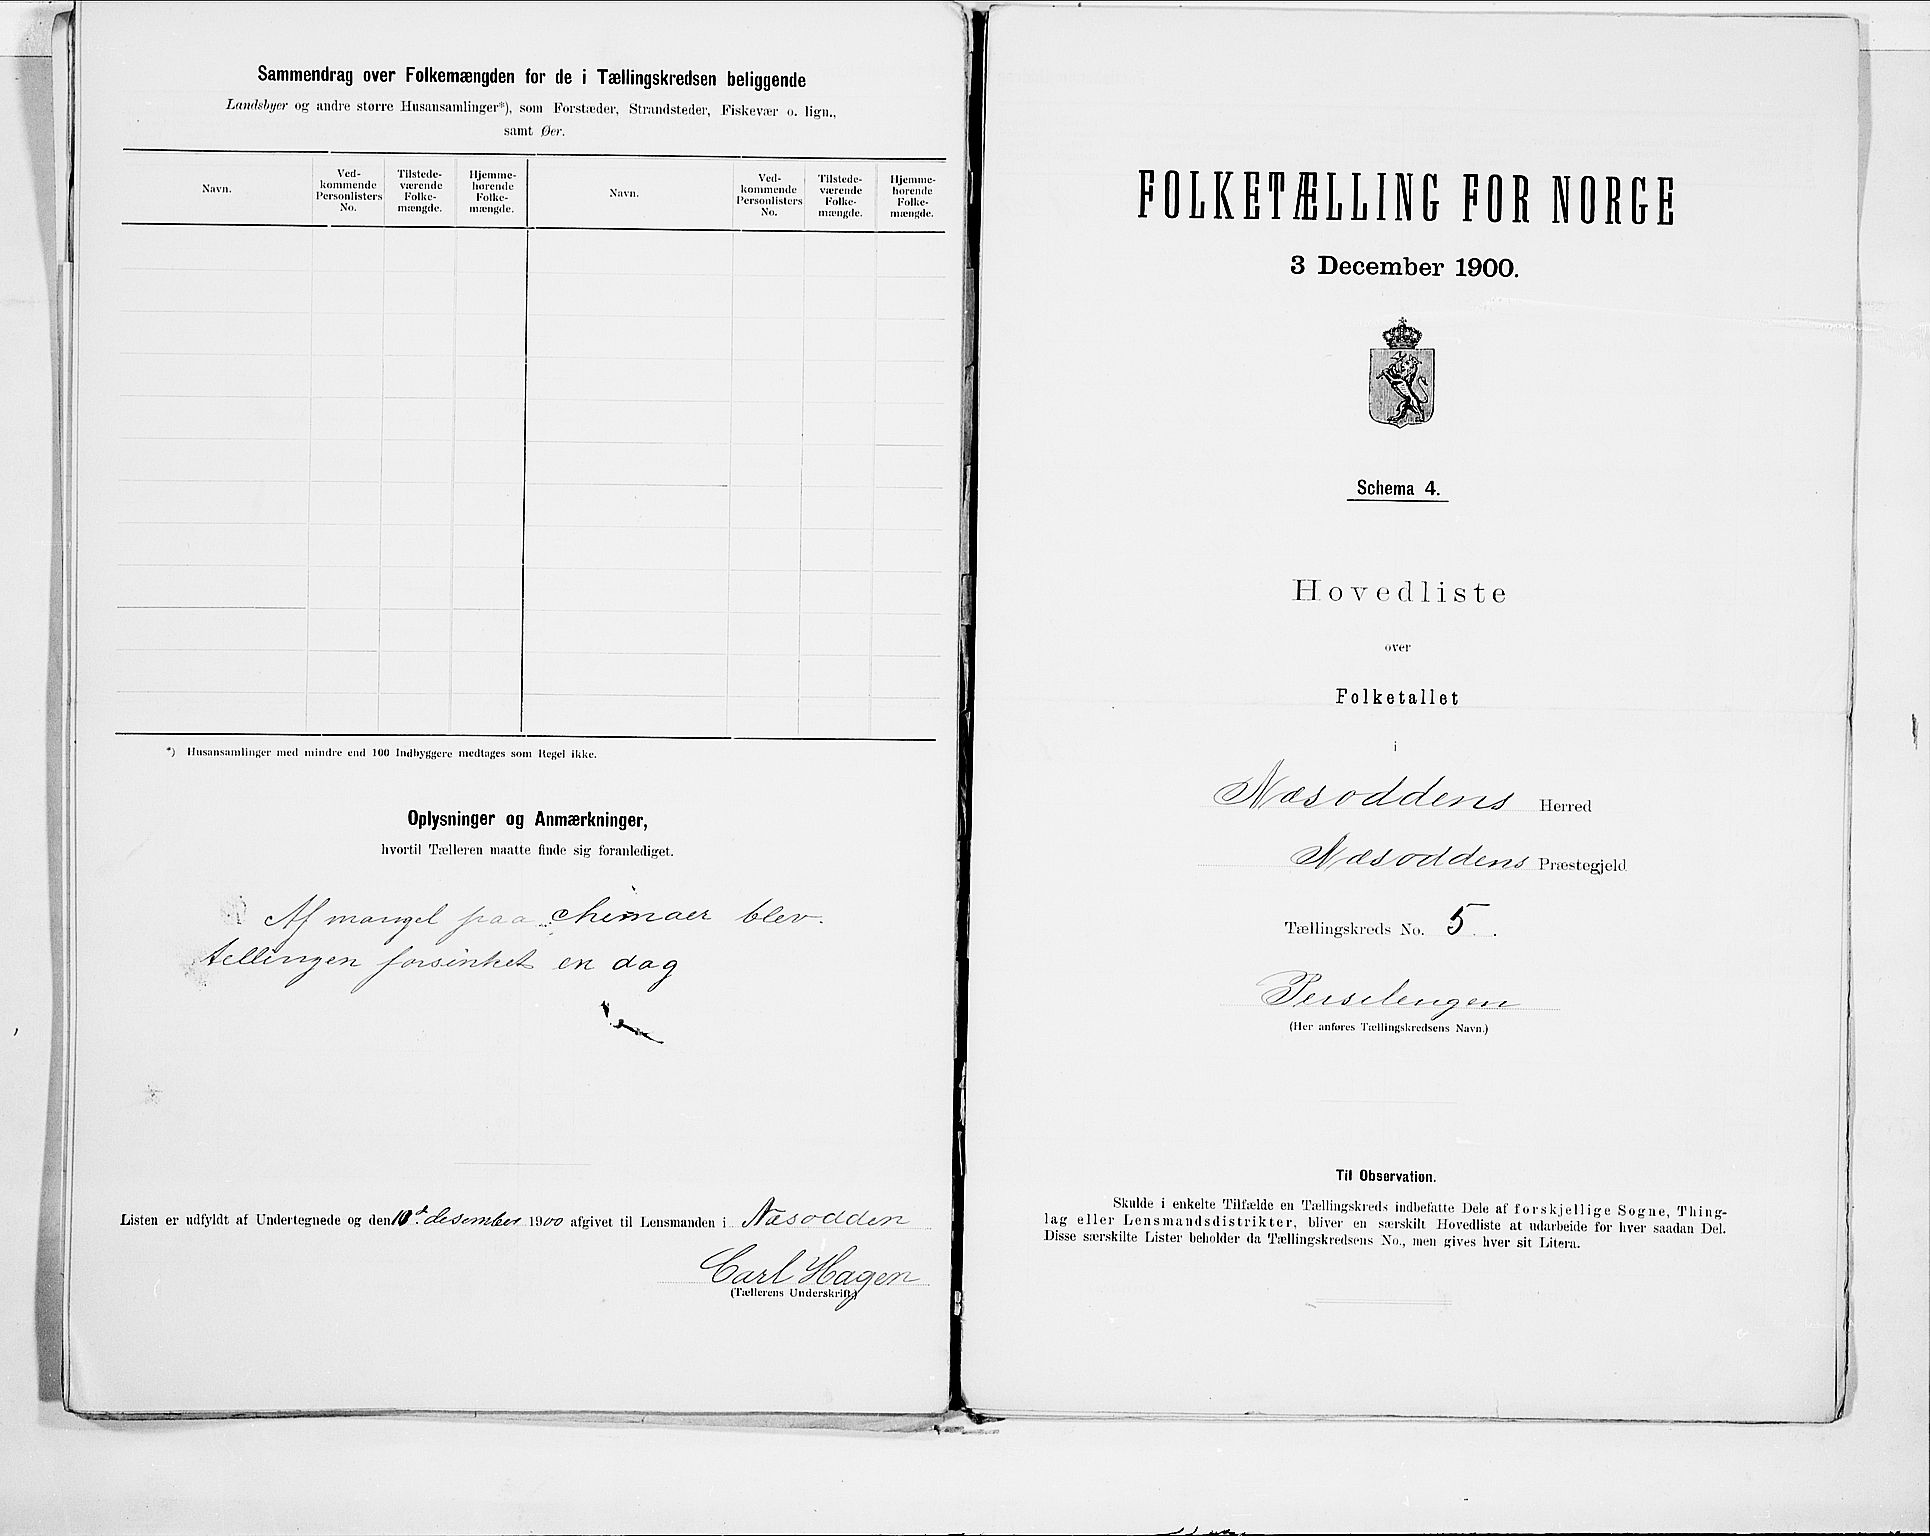 Sammendrag over Folkemængden for de i Tællingskredsen beliggende
Landsbyer og andre større Husansamlinger*), som Forstæder, Strandsteder, Fiskevær o. lign.,
samt Øer.
Navn.
Ved-
kommende
Personlisters
No.
Tilstede-
værende
Folke-
mængde.
Hjemme-
hørende
Folke-
mængde.
Navn.
Ved-
kommende
Personlisters
No.
Tilstede-
værende
Folke-
mængde.
Hjemme-
hørende
Folke-
mængde.
*) Husansamlinger med mindre end 100 Indbyggere medtages som Regel ikke.
Oplysninger og Anmærkninger,
hvortil Tælleren maatte finde sig foranlediget.
Af mangel paa chemaer blev
tellingen forsinket en dag
Listen er udfyldt af Undertegnede og den 10de desember 1900 afgivet til Lensmanden i Næsodden
Carl Hagen
(Tællerens Underskrift.)
FOLKETÆLLING FOR NORGE
3 December 1900.
Schema 4.
Hovedliste
over
Folketallet
i
Næsoddens Herred
Næsoddens Præstegjeld
Tællingskreds No. 5.
Perselengen
(Her anføres Tællingskredsens Navn.)
Til Observation.
Skulde i enkelte Tilfælde en Tællingskreds indbefatte Dele af forskjellige Sogne, Thing-
lag eller Lensmandsdistrikter, bliver en særskilt Hovedliste at udarbeide for hver saadan Del.
Disse særskilte Lister beholder da Tællingskredsens No., men gives hver sit Litera.